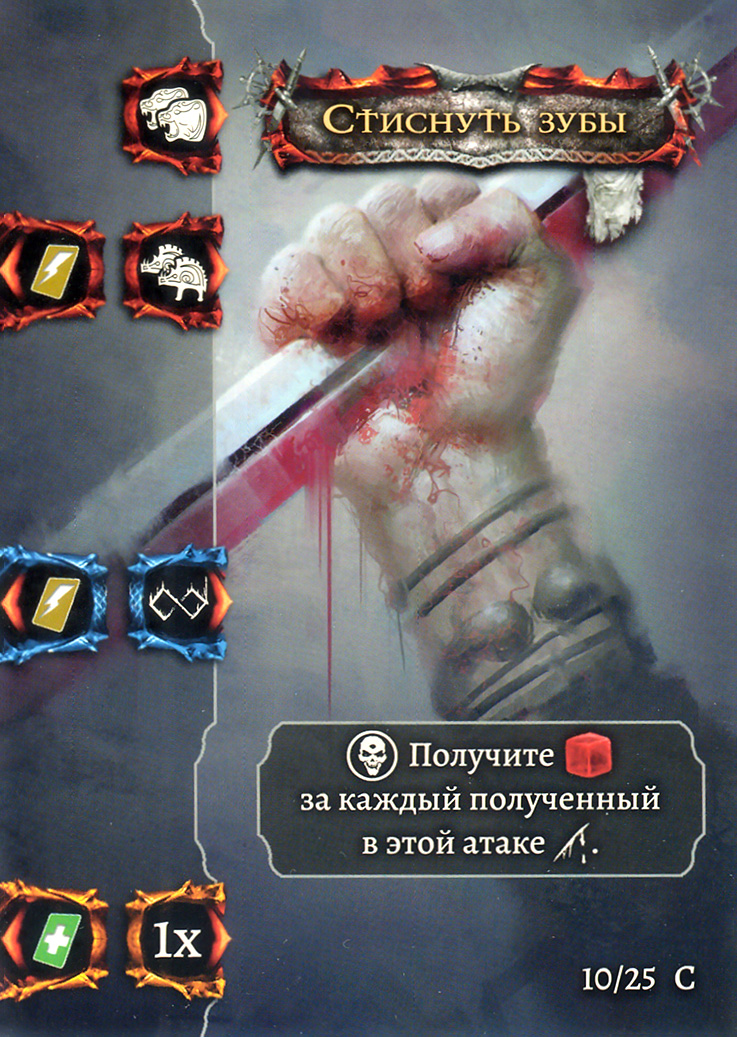 Стиснуть зубы
Получите
за каждый полученный
в этой атаке .
1x
10/25 C